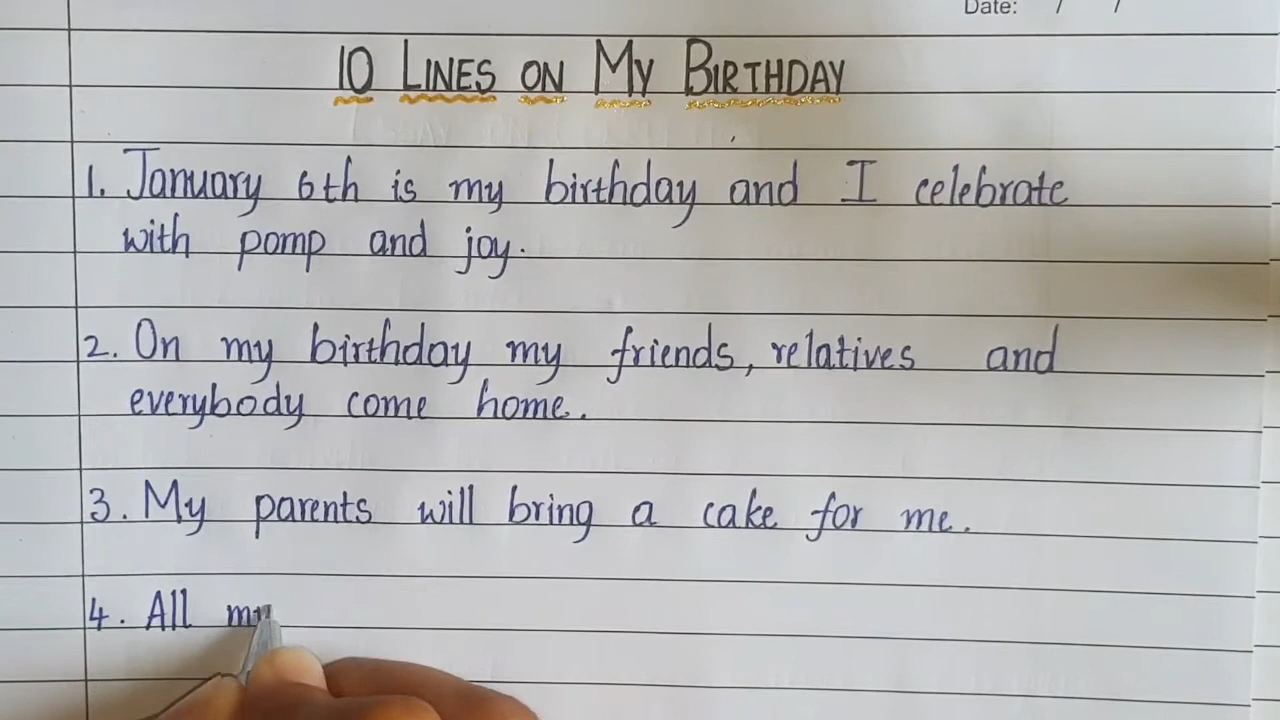 Date: / /
10 LINES ON MY BIRTHDAY
1. January 6th is my birthday and I celebrate
with pomp and joy.
2. On my birthday my friends, relatives and
everybody come home.
3. My parents will bring a cake for me.
4. All my